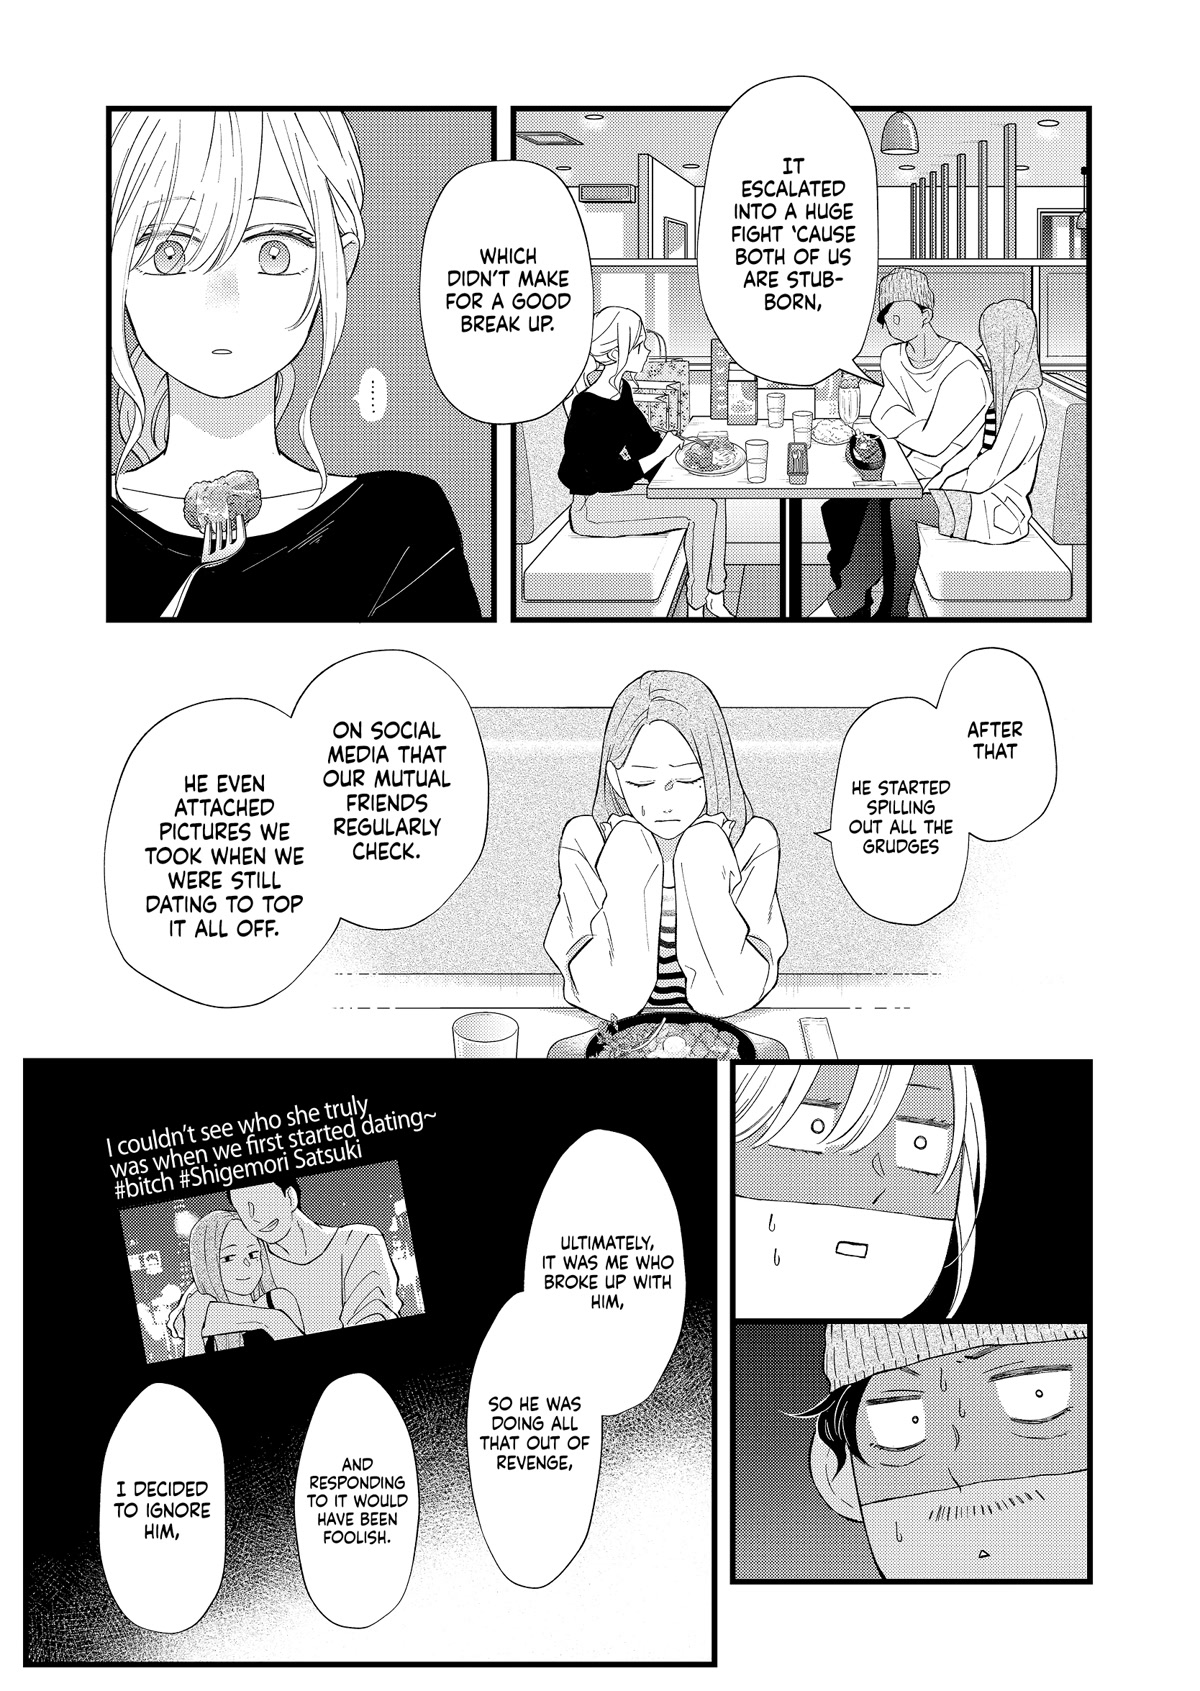 IT
ESCALATED
INTO A HUGE
FIGHT ‘CAUSE
BOTH OF US
ARE STUB-
BORN,
WHICH
DIDN'T MAKE
FOR A GOOD
BREAK UP.
......
AFTER
THAT
HE STARTED
SPILLING
OUT ALL THE
GRUDGES
ON SOCIAL
MEDIA THAT
OUR MUTUAL
FRIENDS
REGULARLY
CHECK.
HE EVEN
ATTACHED
PICTURES WE
TOOK WHEN WE
WERE STILL
DATING TO TOP
IT ALL OFF.
I couldn't see who she truly
was when we first started dating~
#bitch #Shigemori Satsuki
ULTIMATELY,
IT WAS ME WHO
BROKE UP WITH
HIM,
SO HE WAS
DOING ALL
THAT OUT OF
REVENGE,
AND
RESPONDING
TO IT WOULD
HAVE BEEN
FOOLISH.
I DECIDED
TO IGNORE
HIM,